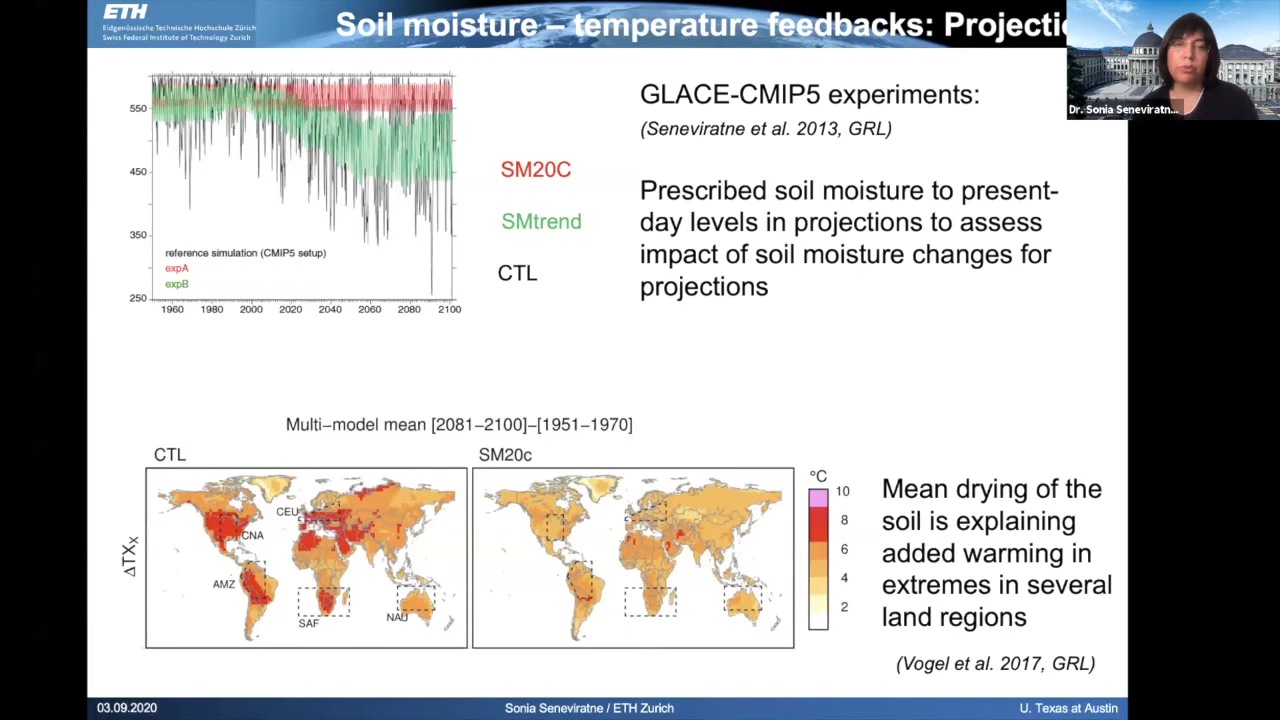 ETH
Eidgenössische Technische Hochschule Zürich
Swiss Federal Institute of Technology Zurich
Soil moisture – temperature feedbacks: Projectio
Dr. Sonia Seneviratn...
550
450
350
250
reference simulation (CMIP5 setup)
expA
expB
1960 1980 2000 2020 2040 2060 2080 2100
SM20C
SMtrend
CTL
GLACE-CMIP5 experiments:
(Seneviratne et al. 2013, GRL)
Prescribed soil moisture to present-
day levels in projections to assess
impact of soil moisture changes for
projections
Multi−model mean [2081−2100]−[1951−1970]
CTL
SM20c
ΔTXx
CEU
CNA
AMZ
SAF
NAU
°C
10
8
6
4
2
Mean drying of the
soil is explaining
added warming in
extremes in several
land regions
(Vogel et al. 2017, GRL)
03.09.2020
Sonia Seneviratne / ETH Zurich
U. Texas at Austin